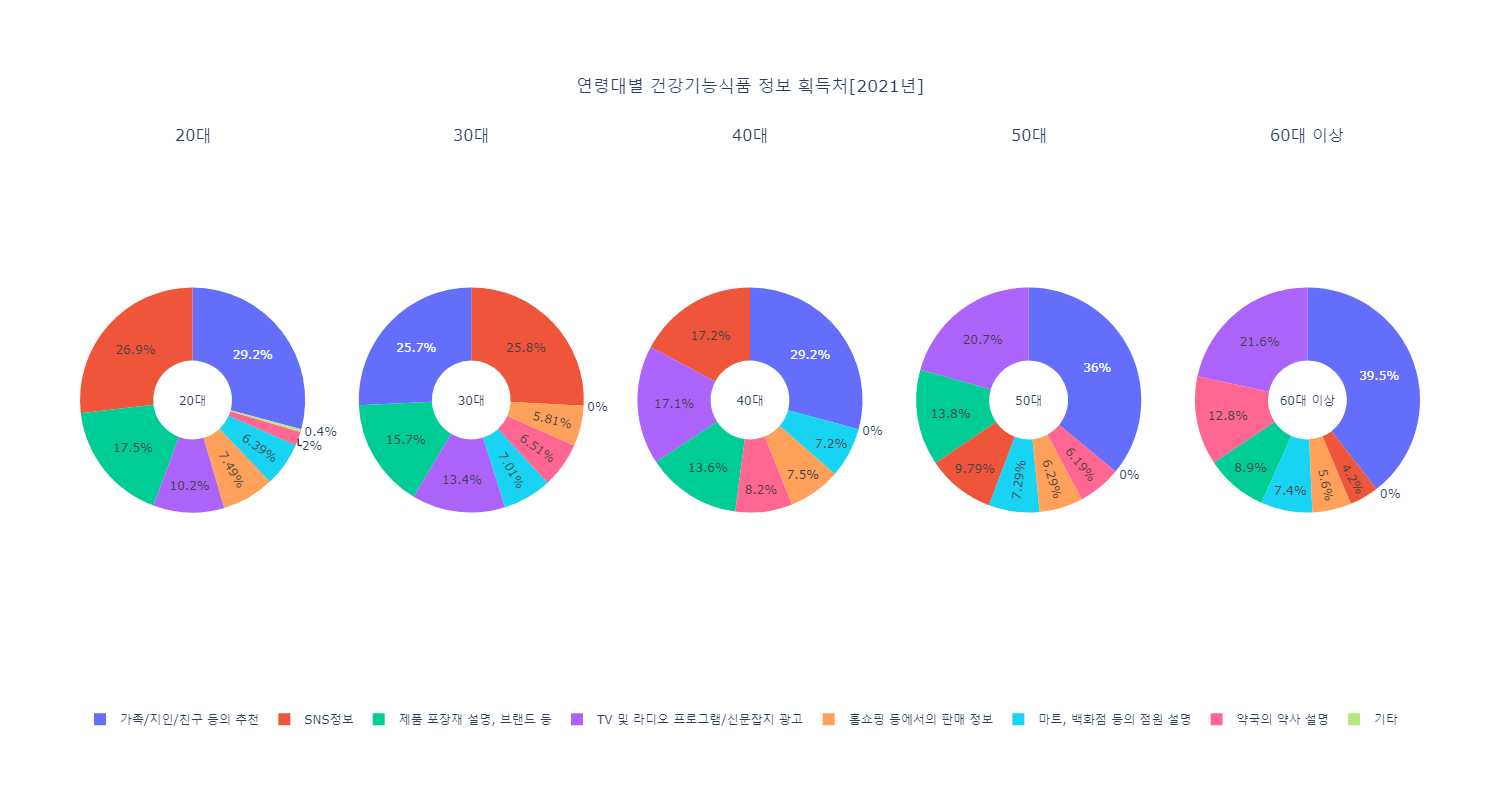 연령대별 건강기능식품 정보 획득처[2021년]
20대
30대
40대
50대
60대 이상
29.2%
26.9%
17.5%
10.2%
7.49%
6.39%
2%
0.4%
20대
25.8%
25.7%
15.7%
13.4%
7.01%
6.51%
5.81%
0%
30대
29.2%
17.2%
17.1%
13.6%
8.2%
7.5%
7.2%
0%
40대
36%
20.7%
13.8%
9.79%
7.29%
6.29%
6.19%
0%
50대
39.5%
21.6%
12.8%
8.9%
7.4%
5.6%
4.2%
0%
60대 이상
가족/지인/친구 등의 추천
SNS정보
제품 포장재 설명, 브랜드 등
TV 및 라디오 프로그램/신문잡지 광고
홈쇼핑 등에서의 판매 정보
마트, 백화점 등의 점원 설명
약국의 약사 설명
기타